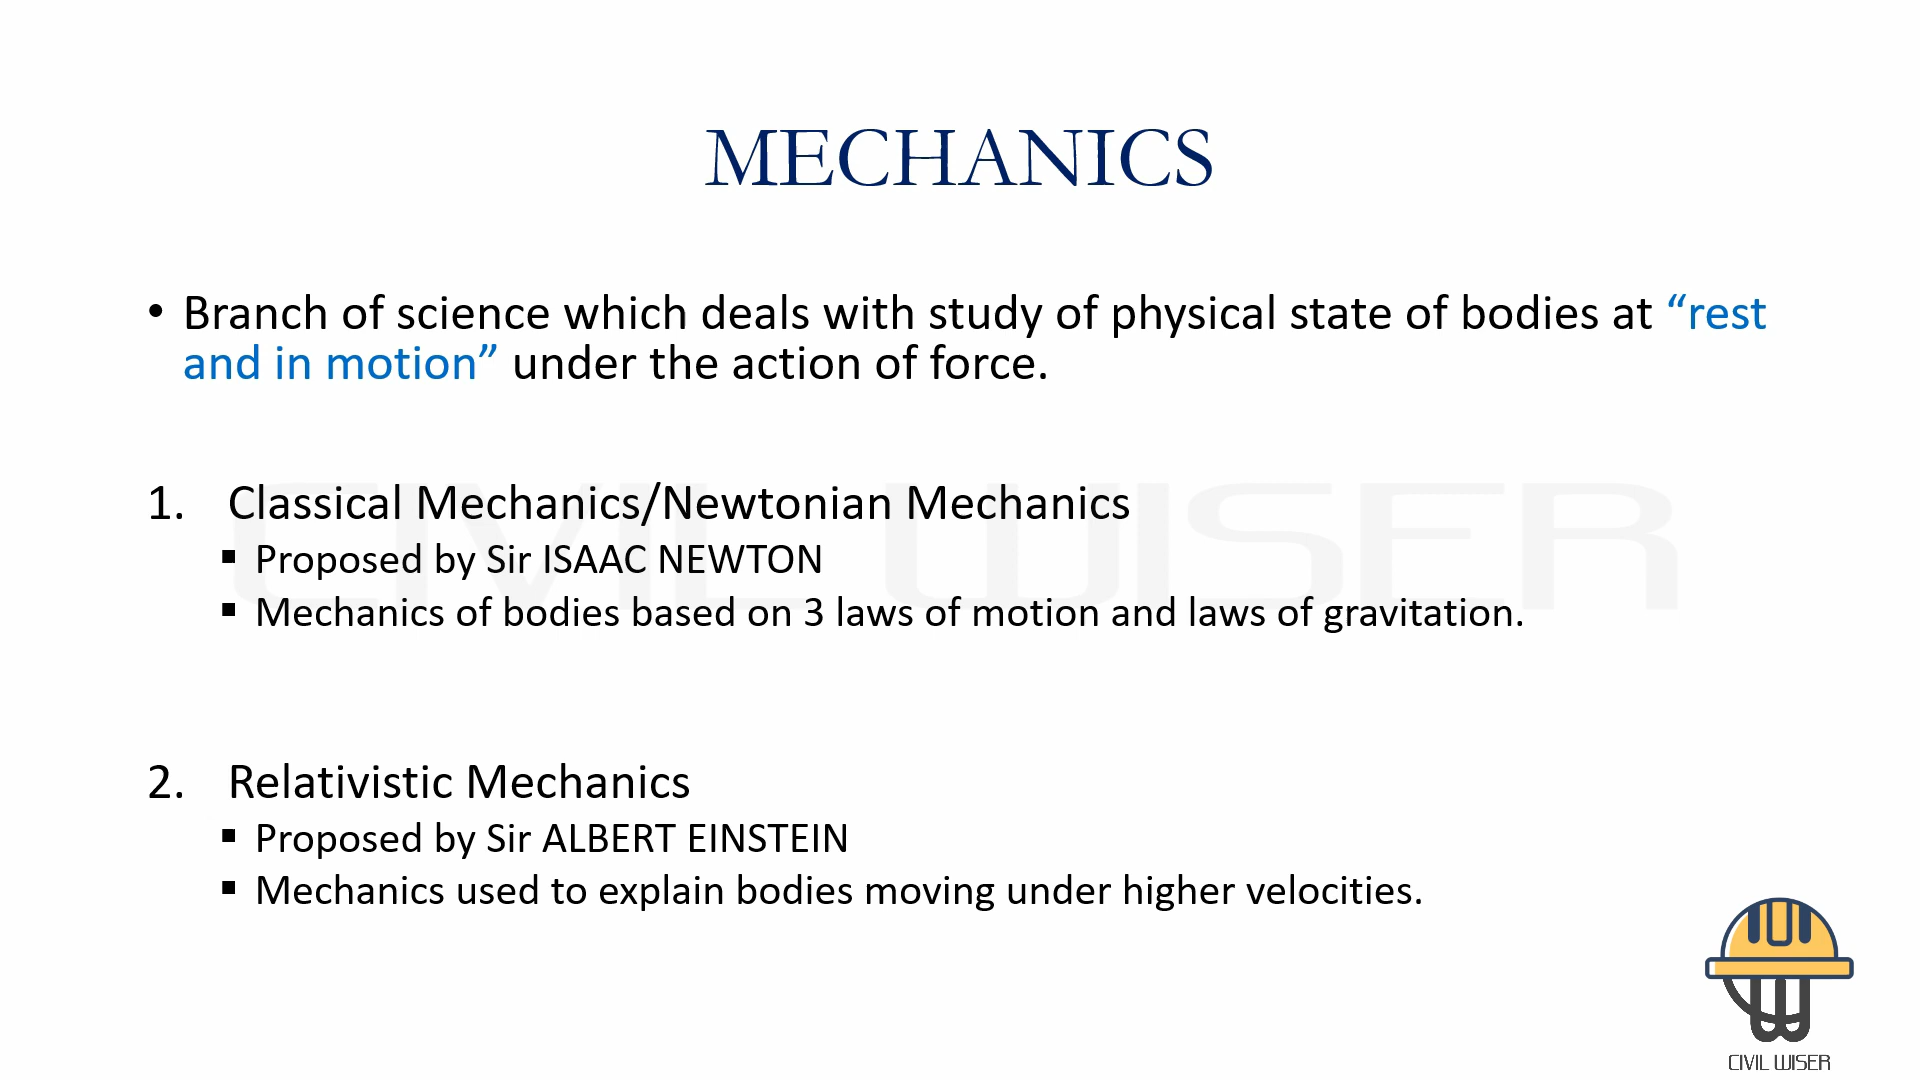 MECHANICS
• Branch of science which deals with study of physical state of bodies at “rest
and in motion” under the action of force.
1. Classical Mechanics/Newtonian Mechanics
▪ Proposed by Sir ISAAC NEWTON
▪ Mechanics of bodies based on 3 laws of motion and laws of gravitation.
2. Relativistic Mechanics
▪ Proposed by Sir ALBERT EINSTEIN
▪ Mechanics used to explain bodies moving under higher velocities.
CIVIL WISER
CIVIL WISER